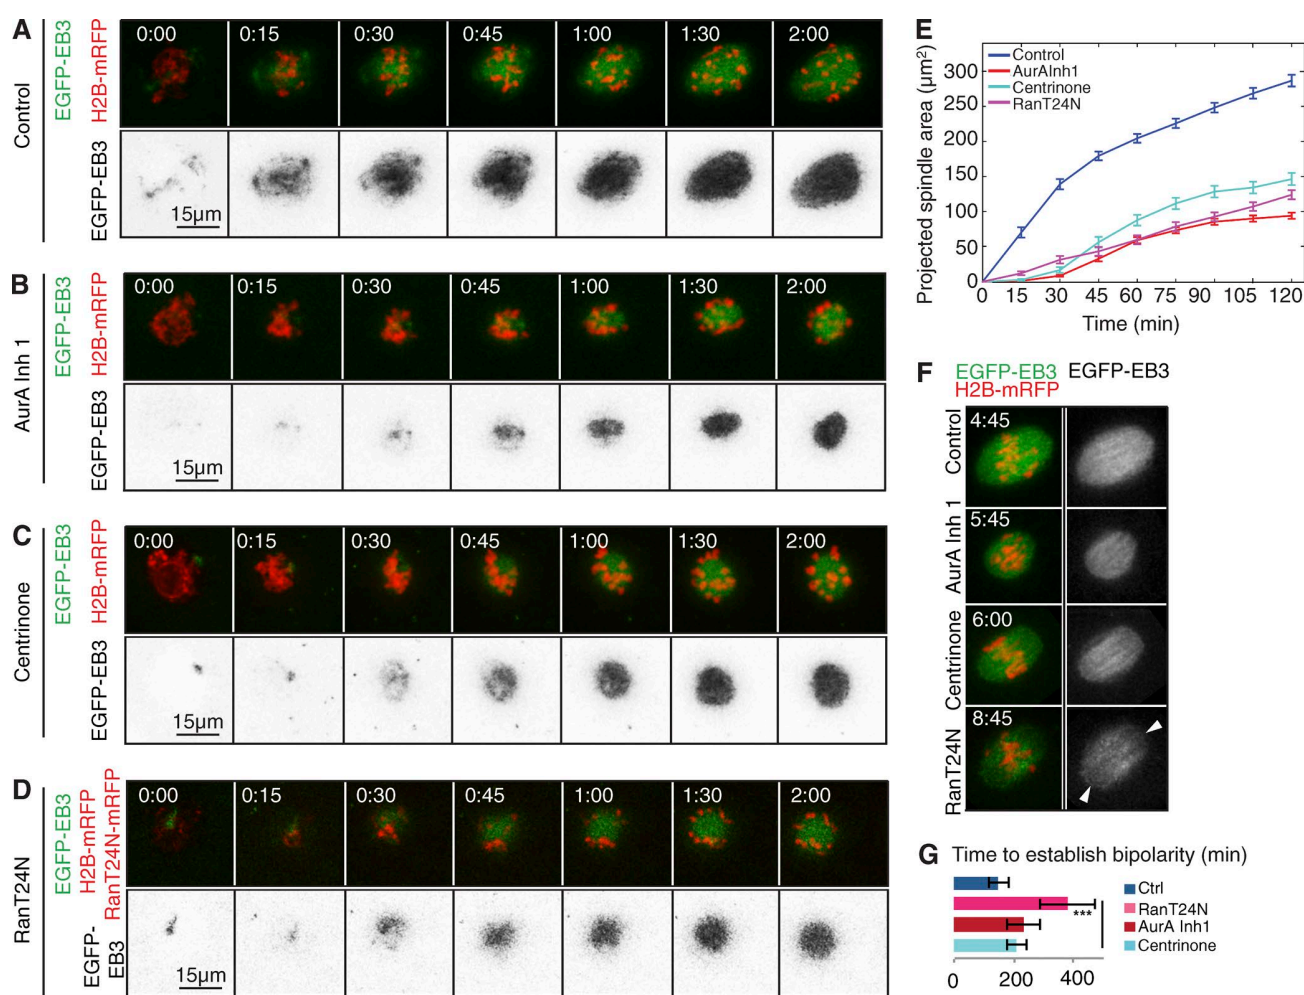 A
Control
EGFP-EB3
H2B-mRFP
0:00 0:15 0:30 0:45 1:00 1:30 2:00
EGFP-EB3
15µm
B
AurA Inh 1
EGFP-EB3
H2B-mRFP
0:00 0:15 0:30 0:45 1:00 1:30 2:00
EGFP-EB3
15µm
C
Centrinone
EGFP-EB3
H2B-mRFP
0:00 0:15 0:30 0:45 1:00 1:30 2:00
EGFP-EB3
15µm
D
RanT24N
EGFP-EB3
H2B-mRFP
RanT24N-mRFP
0:00 0:15 0:30 0:45 1:00 1:30 2:00
EGFP-
EB3
15µm
E
Projected spindle area (µm²)
300
250
200
150
100
50
0
Control
AurAInh1
Centrinone
RanT24N
0 15 30 45 60 75 90 105 120
Time (min)
F
EGFP-EB3 EGFP-EB3
H2B-mRFP
Control
4:45
AurA Inh 1
5:45
Centrinone
6:00
RanT24N
8:45
G Time to establish bipolarity (min)
***
Ctrl
RanT24N
AurA Inh1
Centrinone
0 200 400